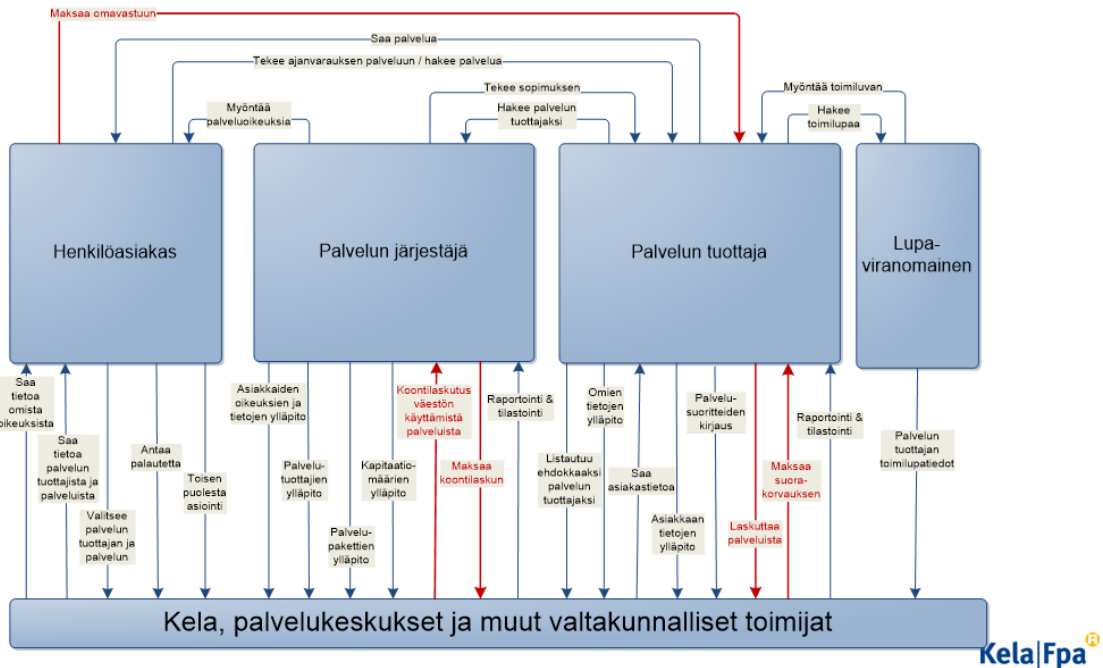 Maksaa omavastuun
Saa palvelua
Tekee ajanvarauksen palveluun / hakee palvelua
Tekee sopimuksen
Myöntää toimiluvan
Myöntää
palveluoikeuksia
Hakee palvelun
tuottajaksi
Hakee
toimilupaa
Henkilöasiakas
Palvelun järjestäjä
Palvelun tuottaja
Lupa-
viranomainen
Saa
tietoa
omista
oikeuksista
Saa
tietoa
palvelun
tuottajista ja
palveluista
Valitsee
palvelun
tuottajan ja
palvelun
Antaa
palautetta
Toisen
puolesta
asiointi
Asiakkaiden
oikeuksien ja
tietojen ylläpito
Palvelu-
tuottajien
ylläpito
Palvelu-
pakettien
ylläpito
Kapitaatio-
määrien
ylläpito
Koontilaskutus
väestön
käyttämistä
palveluista
Maksaa
koontilaskun
Raportointi &
tilastointi
Listautuu
ehdokkaaksi
palvelun
tuottajaksi
Omien
tietojen
ylläpito
Saa
asiakastietoa
Asiakkaan
tietojen
ylläpito
Palvelu-
suoritteiden
kirjaus
Laskuttaa
palveluista
Maksaa
suora-
korvauksen
Raportointi &
tilastointi
Palvelun
tuottajan
toimilupatiedot
Kela, palvelukeskukset ja muut valtakunnalliset toimijat
Kela|Fpa